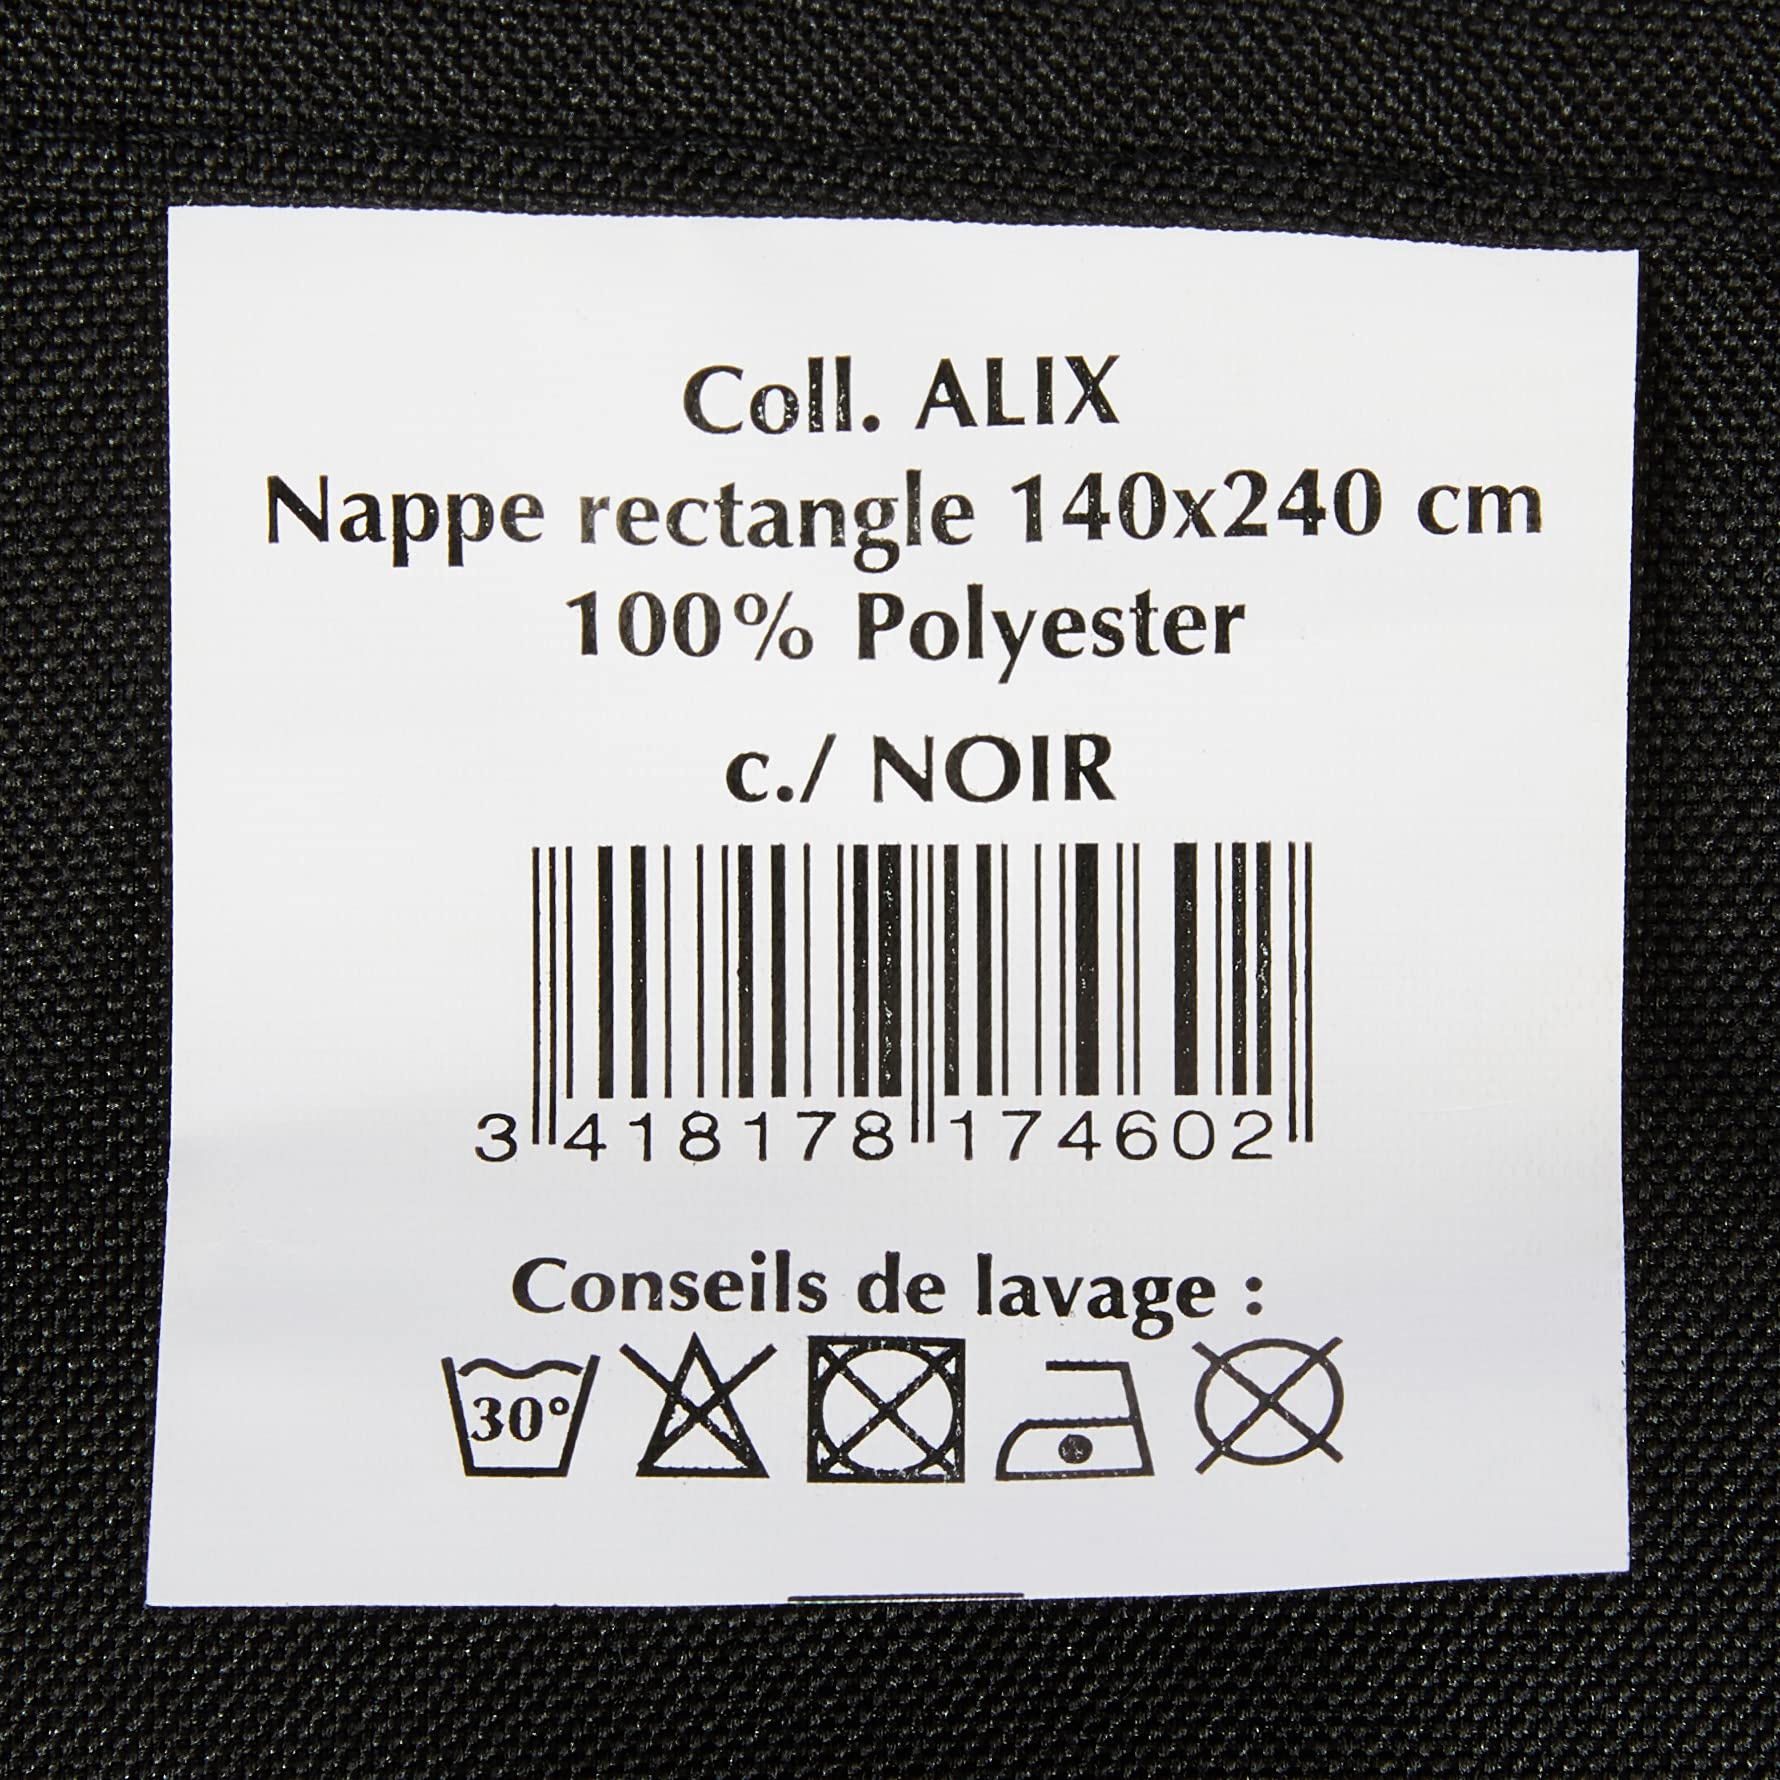 Coll. ALIX
Nappe rectangle 140x240 cm
100% Polyester
c./ NOIR
3 418178 174602
Conseils de lavage :
30°